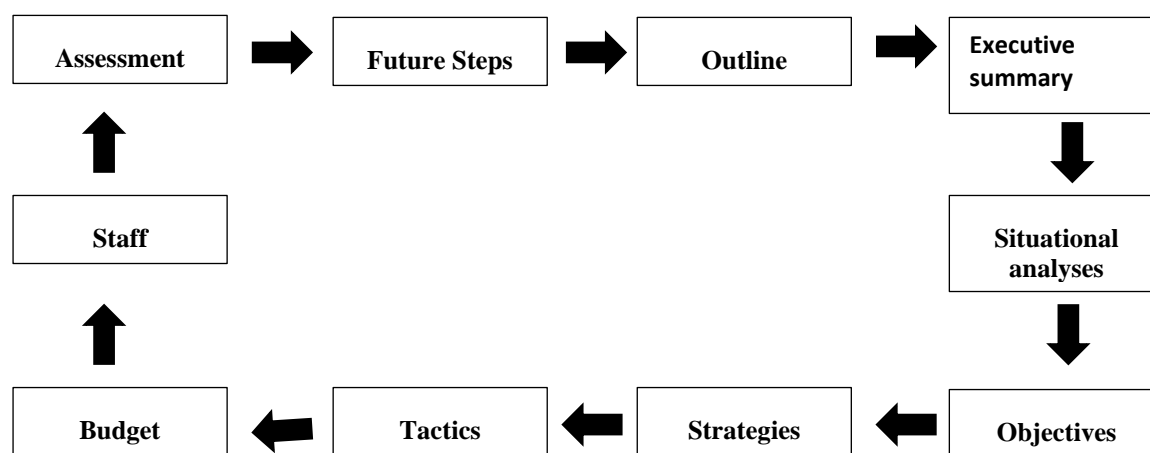 Assessment
Future Steps
Outline
Executive
summary
Staff
Situational
analyses
Budget
Tactics
Strategies
Objectives